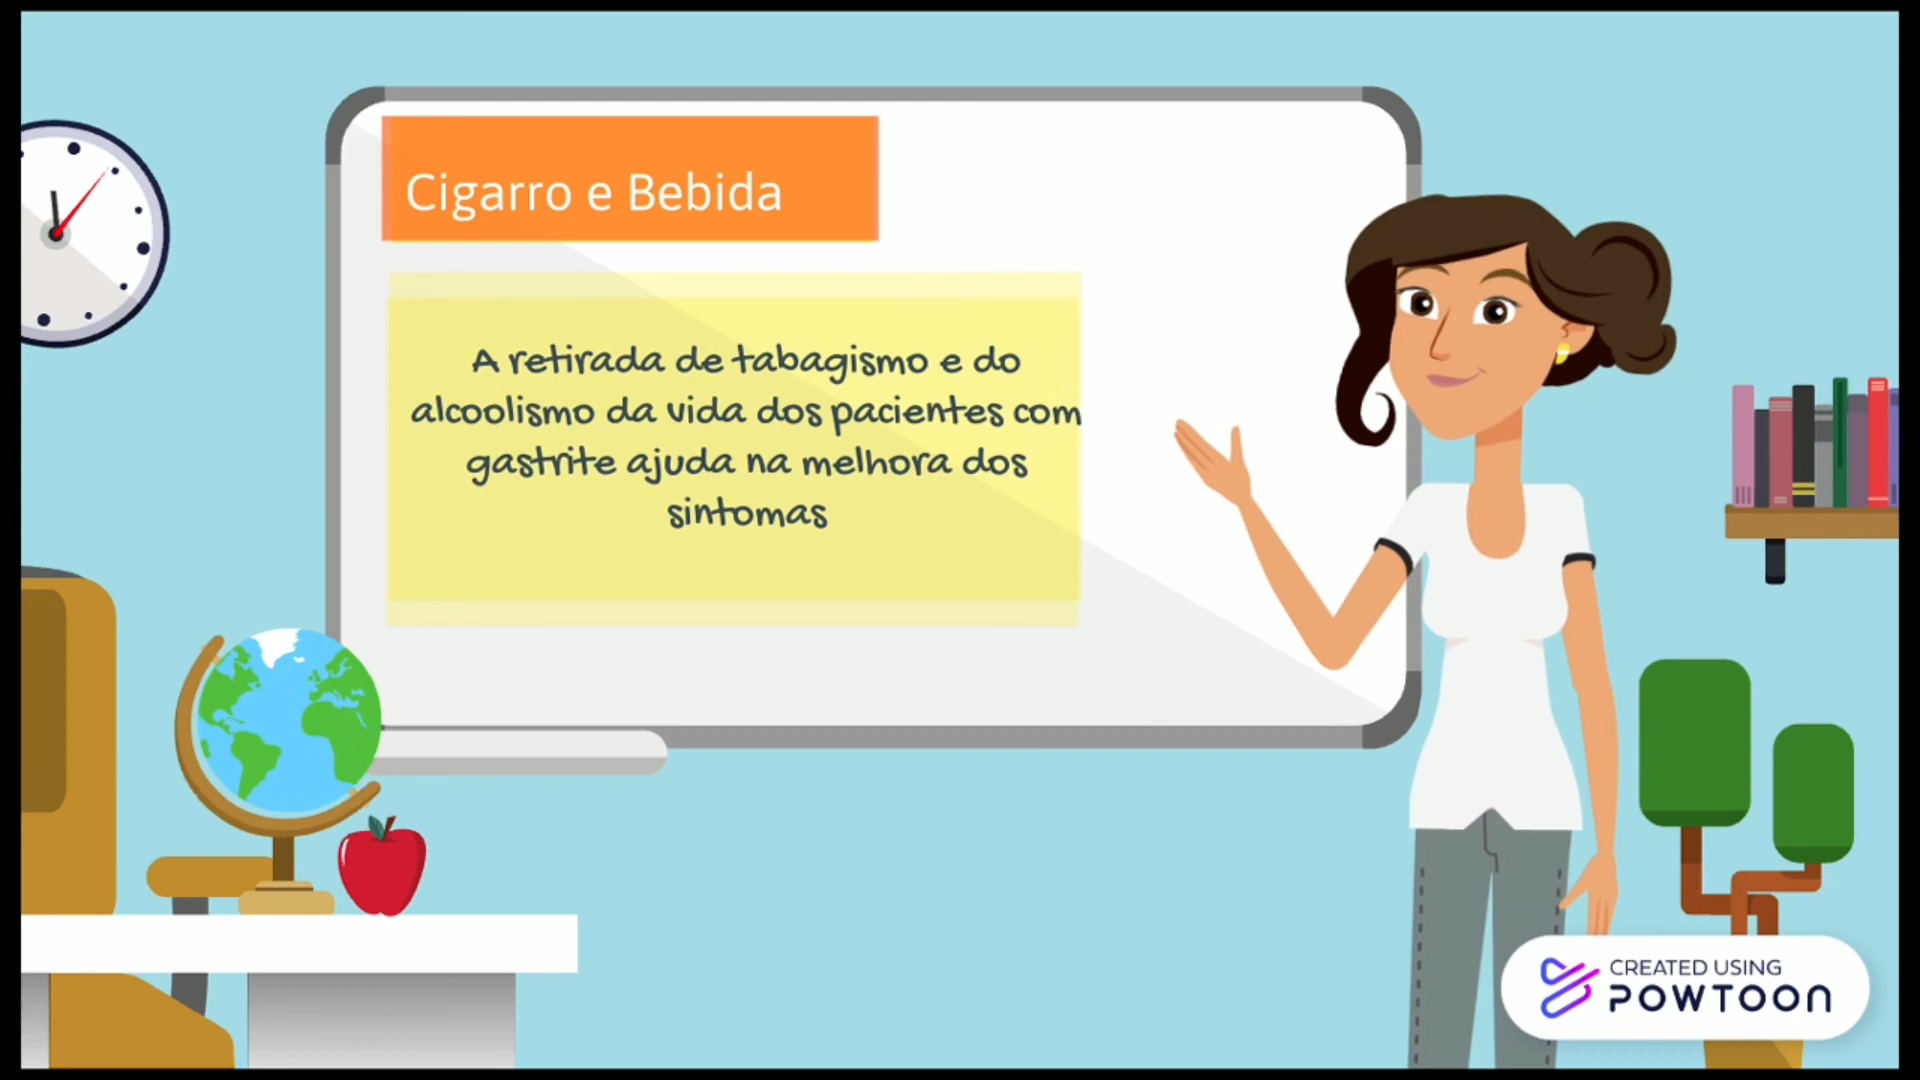 Cigarro e Bebida
A retirada de tabagismo e do
alcoolismo da vida dos pacientes com
gastrite ajuda na melhora dos
sintomas
CREATED USING
POWTOON